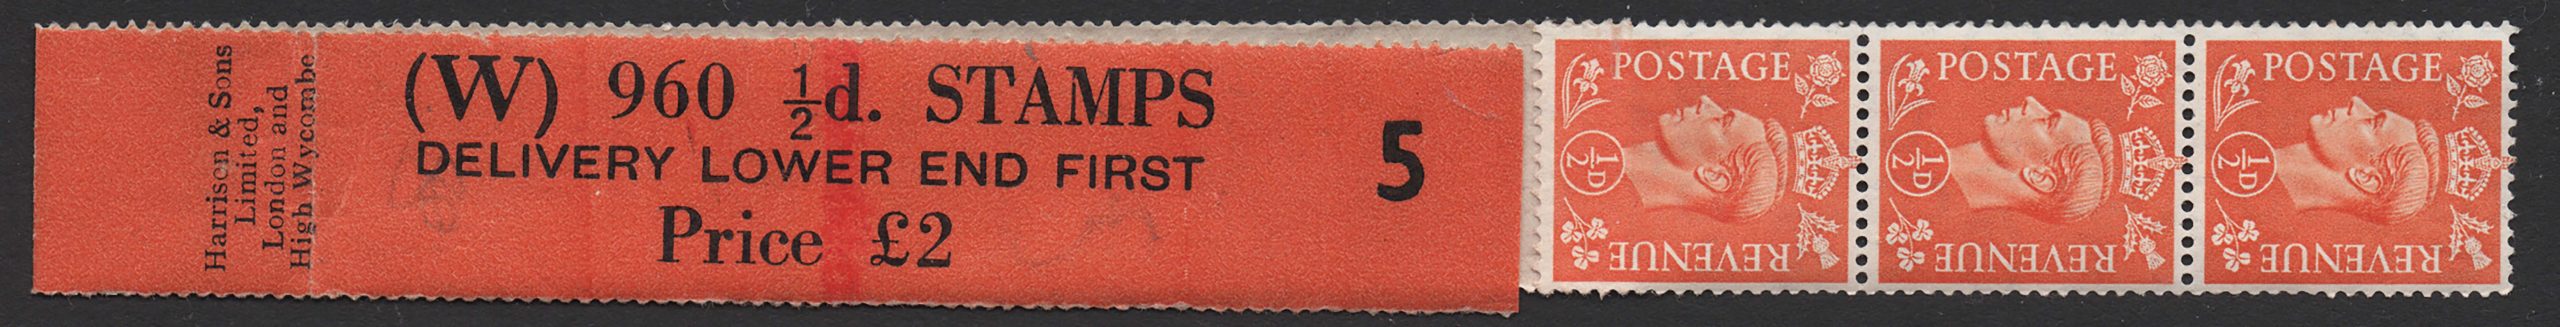 Harrison & Sons
Limited,
London and
High Wycombe
(W) 960 ½d. STAMPS
DELIVERY LOWER END FIRST
Price £2
5
POSTAGE
½D
REVENUE
POSTAGE
½D
REVENUE
POSTAGE
½D
REVENUE